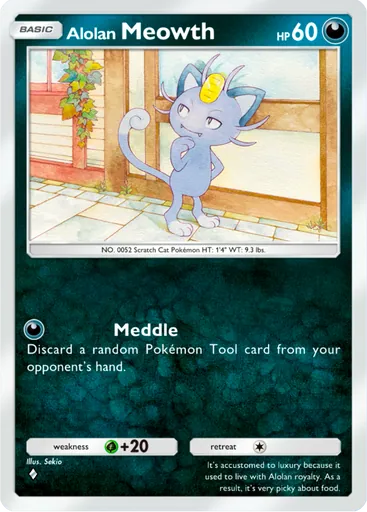 BASIC Alolan Meowth HP 60
NO. 0052 Scratch Cat Pokémon HT: 1'4" WT: 9.3 lbs.
Meddle
Discard a random Pokémon Tool card from your
opponent's hand.
weakness +20 retreat
Illus. Sekio
It's accustomed to luxury because it
used to live with Alolan royalty. As a
result, it's very picky about food.